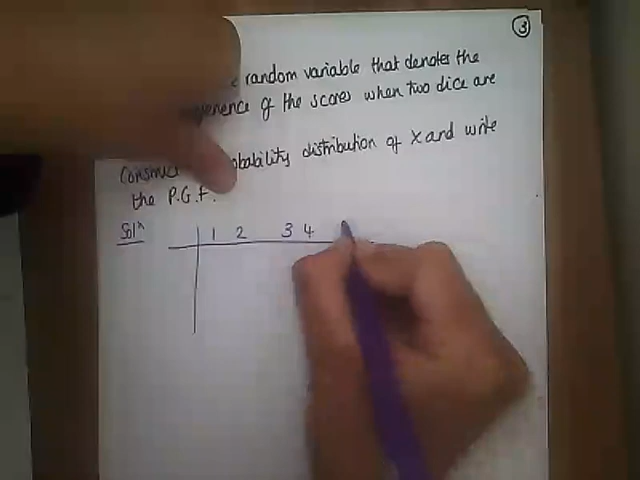 3
random variable that denotes the
of the scores when two dice are
distribution of X and write
the P.G.f.
Solⁿ
1 2 3 4